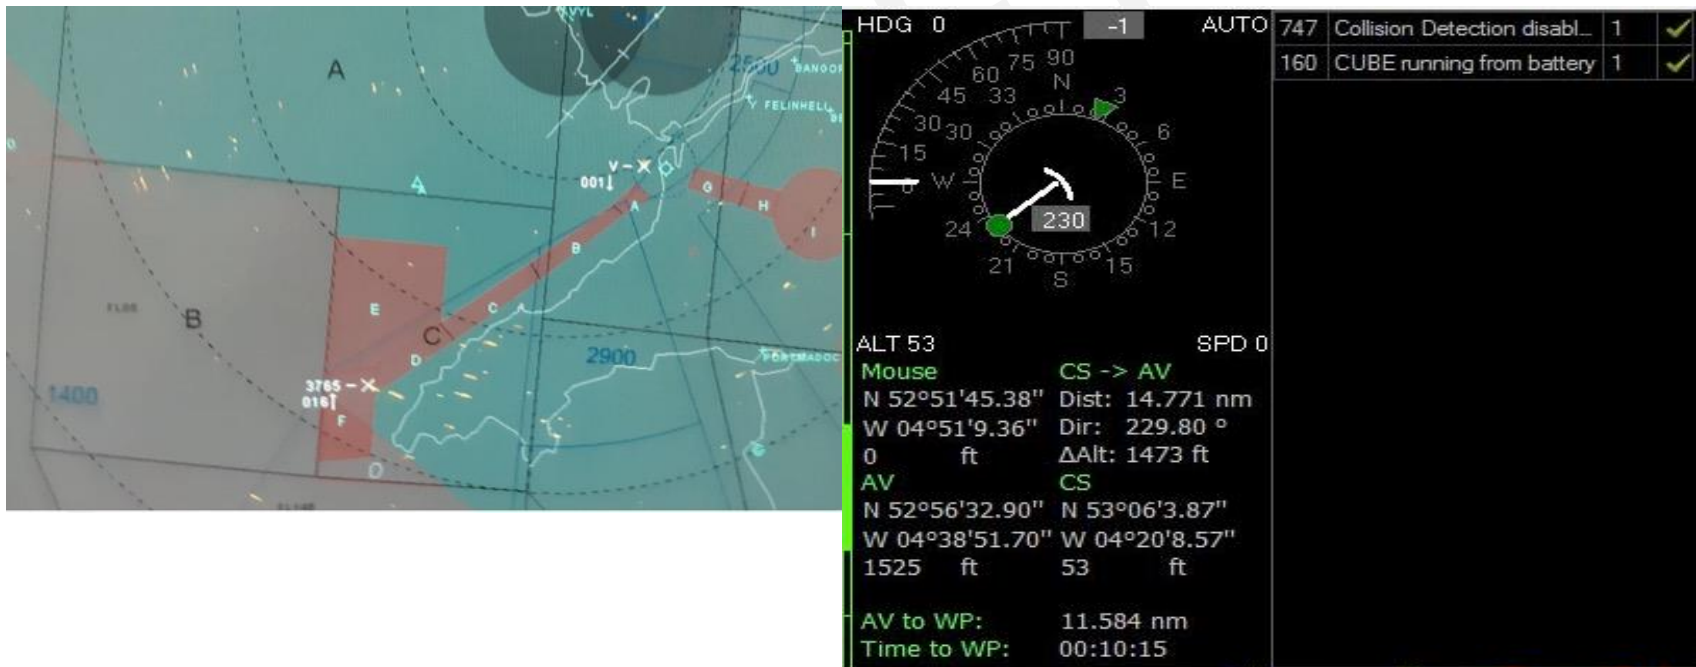 VYL
2500
BANGOR
Y FELINHELI
A
V-X
001↓
A
G
H
I
B
C
E
FL55
B
C
D
2900
PORTMADOC
3765-X
016↑
1400
F
D
HDG 0
-1
AUTO
90
75
60
45
30
15
0
N
33
3
30
6
W
E
24
12
21
15
S
230
ALT 53
SPD 0
Mouse CS -> AV
N 52°51'45.38" Dist: 14.771 nm
W 04°51'9.36" Dir: 229.80 °
0 ft ΔAlt: 1473 ft
AV CS
N 52°56'32.90" N 53°06'3.87"
W 04°38'51.70" W 04°20'8.57"
1525 ft 53 ft
AV to WP: 11.584 nm
Time to WP: 00:10:15
747 Collision Detection disabl... 1
160 CUBE running from battery 1